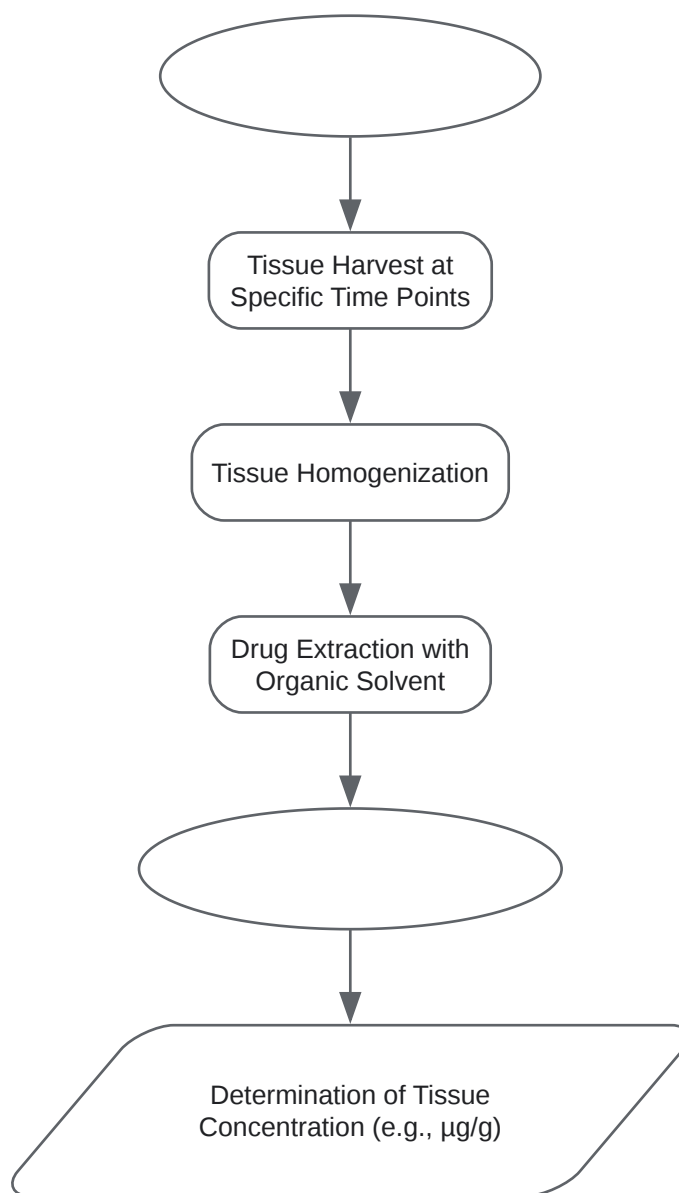 Tissue Harvest at
Specific Time Points
Tissue Homogenization
Drug Extraction with
Organic Solvent
Determination of Tissue
Concentration (e.g., µg/g)